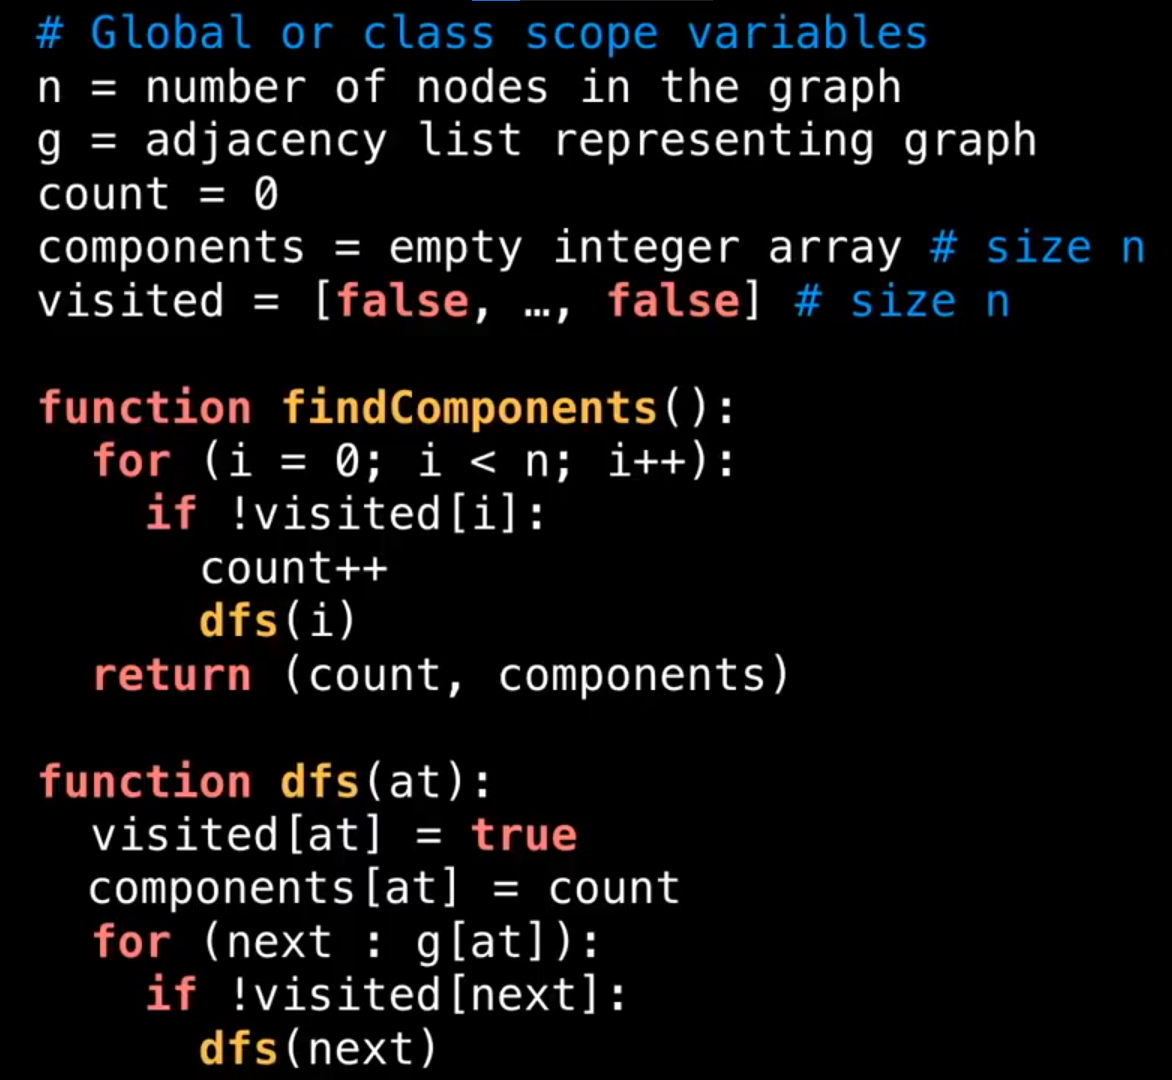 # Global or class scope variables
n = number of nodes in the graph
g = adjacency list representing graph
count = 0
components = empty integer array # size n
visited = [false, …, false] # size n

function findComponents():
  for (i = 0; i < n; i++):
    if !visited[i]:
      count++
      dfs(i)
  return (count, components)

function dfs(at):
  visited[at] = true
  components[at] = count
  for (next : g[at]):
    if !visited[next]:
      dfs(next)